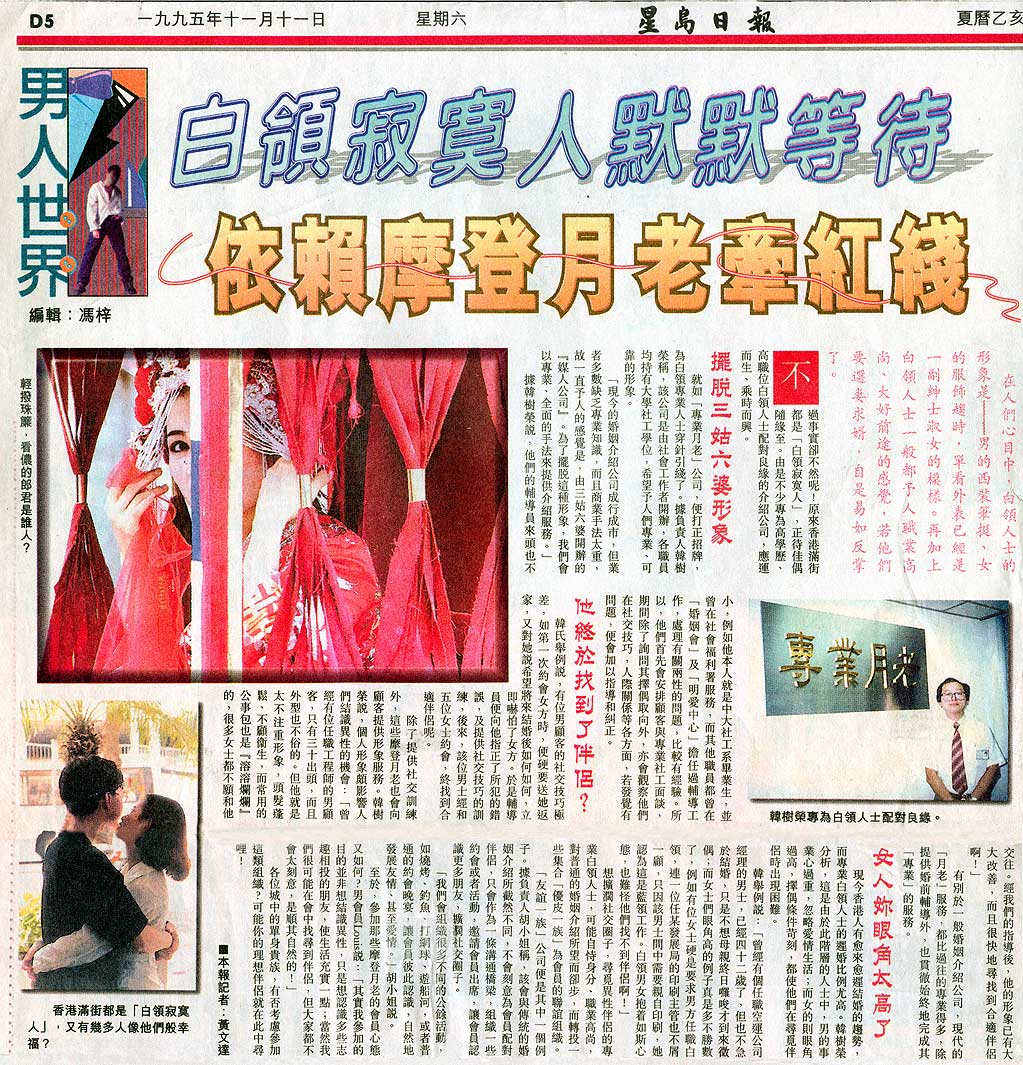 D5
一九九五年十一月十一日
星期六
星島日報
夏曆乙亥
男人世界
編輯：馮梓
白領寂寞人默默等待
依賴摩登月老牽紅綫
在人們心目中，白領人士的
形象是——男的西裝筆挺、女
的服飾趨時，單看外表已經是
一副紳士淑女的模樣。再加上
白領人士一般都予人職業高
尚、大好前途的感覺，若他們
要選要求婚，自是易如反掌
了。
不
過事實卻不然呢！原來香港滿街
都是「白領寂寞人」，正待佳偶
隨緣至。由是不少專為高學歷、
高職位白領人士配對良緣的介紹公司，應運
而生、乘時而興。
擺脫三姑六婆形象
就如「專業月老」公司，便打正招牌，
為白領專業人士穿針引綫了。據負責人韓樹
榮稱，該公司是由社會工作者開辦，各職員
均持有大學社工學位，希望予人們專業、可
靠的形象。
「現今的婚姻介紹公司成行成市，但業
者多數缺乏專業知識，而且商業手法太重，
故一直予人的感覺是，由三姑六婆開辦的
『媒人公司』。為了擺脫這種形象，我們會
以專業、全面的手法來提供介紹服務。」
據韓樹榮說，他們的輔導員來頭也不
小，例如他本人就是中大社工系畢業生，並
曾在社會福利署服務，而其他職員都曾在
「婚姻會」及「明愛中心」擔任過輔導工
作，處理有關兩性的問題，比較有經驗。所
以，他們首先會安排顧客與專業社工面談，
期間除了詢問其擇偶取向外，亦會觀察他們
在社交技巧，人際關係等各方面，若發覺有
問題，便會加以指導和糾正。
他終於找到了伴侶？
韓氏舉例說，有位男顧客的社交技巧極
差，如第一次約會女方時，便硬要送她返
家，又對她說希望將來結婚後如何如何，立
即嚇怕了女方。於是輔導
員便向他指正了所犯的錯
誤，及提供社交技巧的訓
練，後來，該位男士經和
五位女士約會，終找到合
適伴侶呢。
除了提供社交訓練
外，這些摩登月老也會向
顧客提供形象服務。韓樹
榮說，個人形象頗影響人
們結識異性的機會：「曾
經有位任職工程師的男顧
客，只有三十出頭，而且
外型也不俗的。但他就是
太不注重形象，頭髮蓬
鬆、不顧衛生，而常用的
公事包也是『溶溶爛爛』
的，很多女士都不願和他
交往。經過我們輔導之後，他的形象已有大
大改善，而且很快地尋找到合適伴侶
啊！」
有別於一般婚姻介紹公司，現代的
「月老」服務，都比過往的專業得多，除
提供婚前輔導外，也貫徹始終地完成其
「專業」的服務。
女人妳眼角太高了
現今香港人有愈來愈遲結婚的趨勢，
而專業和白領人士的遲婚比例尤高。韓樹榮
分析，這是由於此階層的人士中，男的事
業心過重，忽略愛情生活；而女的則眼角
過高，擇偶條件苛刻，都使他們在尋覓伴
侶時出現困難。
韓舉例說：「曾經有個任職航空公司
經理的男士，已經四十二歲了，但也不急
於結婚，只是想母親終日囉唆才到來徵
偶；而女士們眼角高的例子真是多不勝數
了，例如有位女士硬是要求男方任職白
領，連一位任某發展局的印刷主管也不屑
一顧，只因該男士間中需要親自印刷，她
認為這是藍領工作。白領男女抱着如斯心
態，也難怪他們找不到伴侶啊！」
想擴濶社交圈子，尋覓異性伴侶的專
業白領人士，可能自恃身分、職業高尚，
對普通的婚姻介紹所望而卻步，而轉投一
些集合「優皮一族」為會員的聯誼組織。
「友誼一族」公司便是其中一個例
子。據負責人胡小姐稱，該會與傳統的婚
姻介紹所截然不同，不會刻意為會員配對
伴侶，只會作為一條溝通橋梁，組織一些
約會或者活動，邀請會員出席，讓會員認
識更多朋友，擴濶社交圈子。
「我們會組織很多不同的公餘活動，
如燒烤、釣魚、打網球、遊船河，或者普
通的約會晚宴，讓會員彼此認識，自然地
發展友情，甚至愛情。」胡小姐說。
至於，參加那些摩登月老的會員心態
又如何？男會員Louis說：「其實我參加的
目的並非想結識異性，只是想認識多些志
趣相投的朋友，使生活充實一點；當然我
們很可能在會中找尋到伴侶，但大家都不
會太刻意，是順其自然的。」
各位城中的單身貴族，有否考慮參加
這類組織？可能你的理想伴侶就在此中尋
哩！
■本報記者：黃文達
輕撥珠簾，看儂的郎君是誰人？
專業月老
韓樹榮專為白領人士配對良緣。
香港滿街都是「白領寂寞
人」，又有幾多人像他們般幸
福？